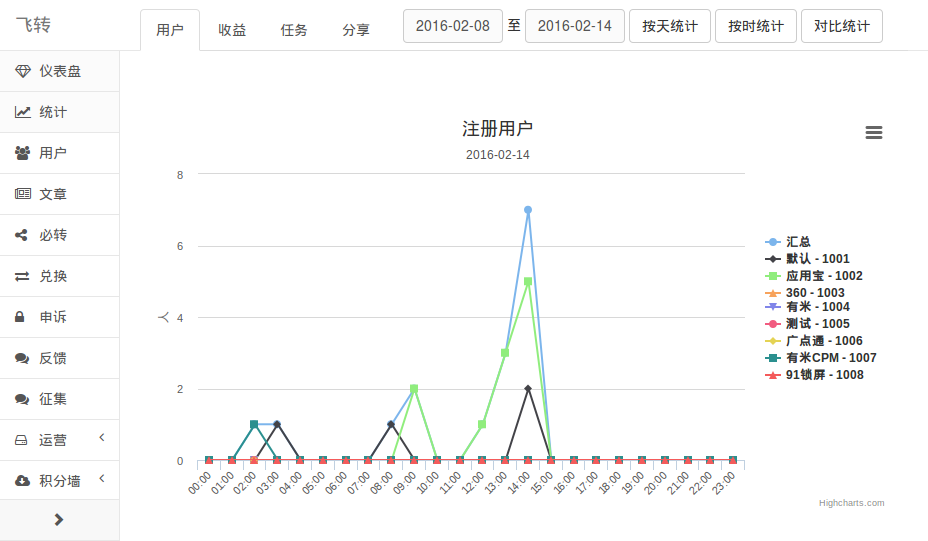 飞转
用户
收益
任务
分享
2016-02-08
至
2016-02-14
按天统计
按时统计
对比统计
仪表盘
统计
用户
文章
必转
兑换
申诉
反馈
征集
运营
积分墙
注册用户
2016-02-14
8
6
4
2
0
人
00:00
01:00
02:00
03:00
04:00
05:00
06:00
07:00
08:00
09:00
10:00
11:00
12:00
13:00
14:00
15:00
16:00
17:00
18:00
19:00
20:00
21:00
22:00
23:00
汇总
默认 - 1001
应用宝 - 1002
360 - 1003
有米 - 1004
测试 - 1005
广点通 - 1006
有米CPM - 1007
91锁屏 - 1008
Highcharts.com